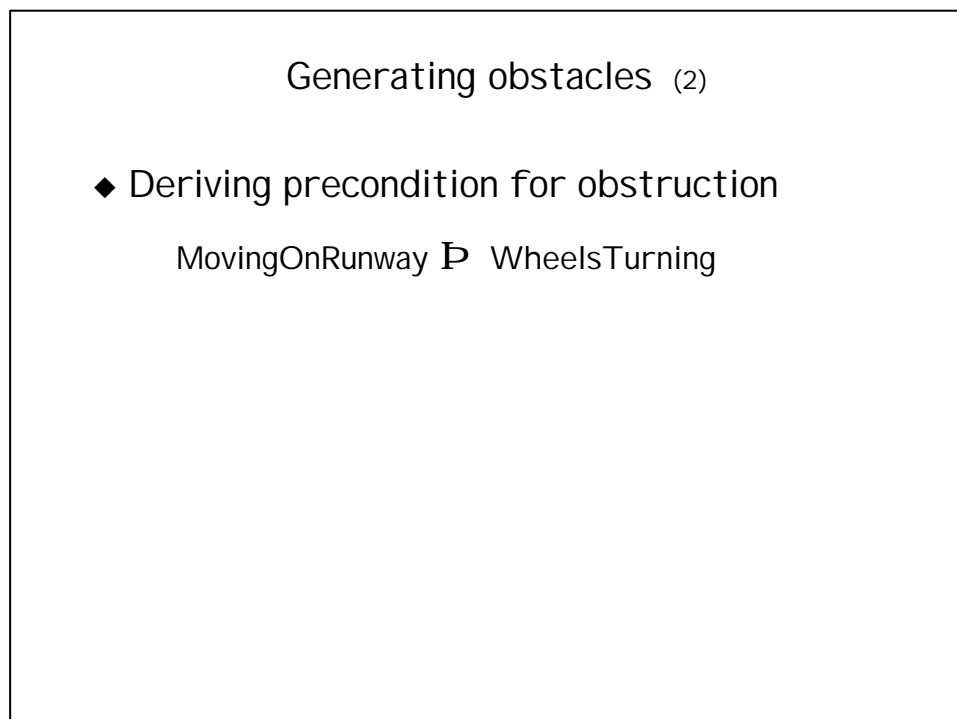 Generating obstacles (2)
◆ Deriving precondition for obstruction
MovingOnRunway Þ WheelsTurning